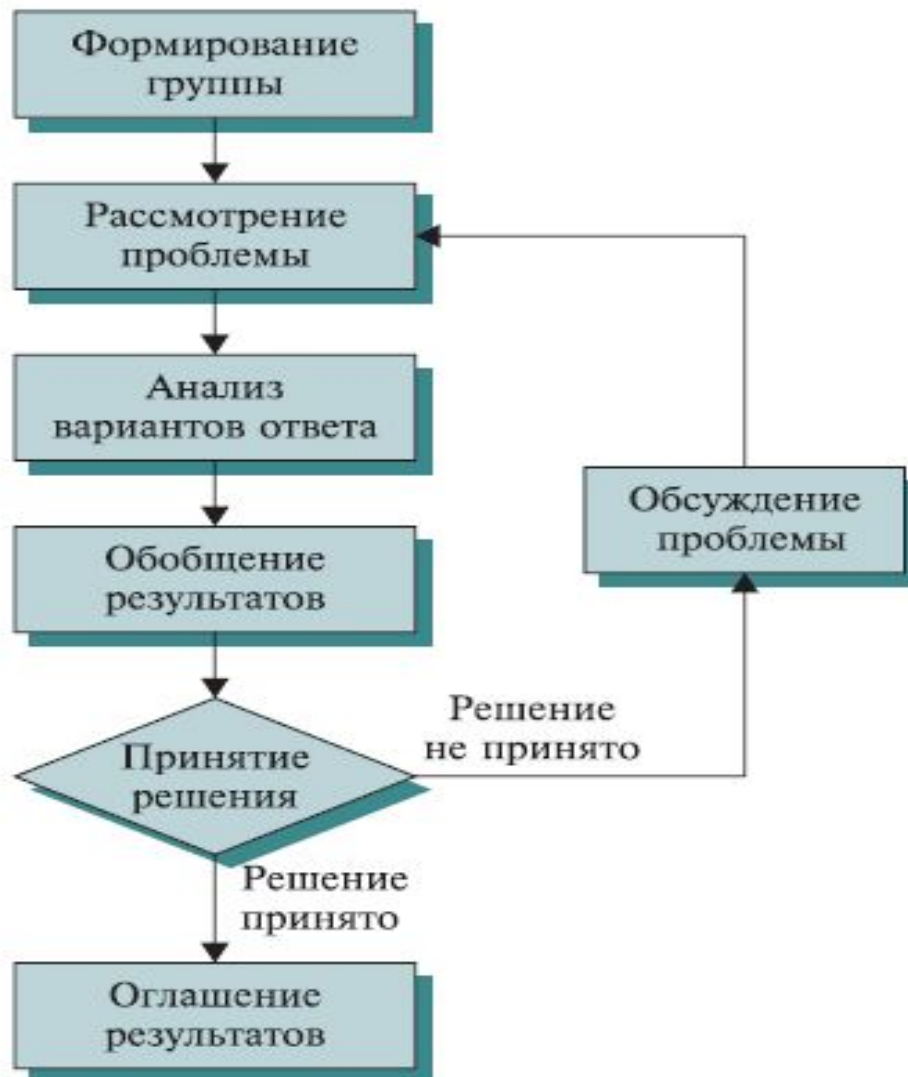 Формирование
группы
Рассмотрение
проблемы
Анализ
вариантов ответа
Обсуждение
проблемы
Обобщение
результатов
Решение
не принято
Принятие
решения
Решение
принято
Оглашение
результатов